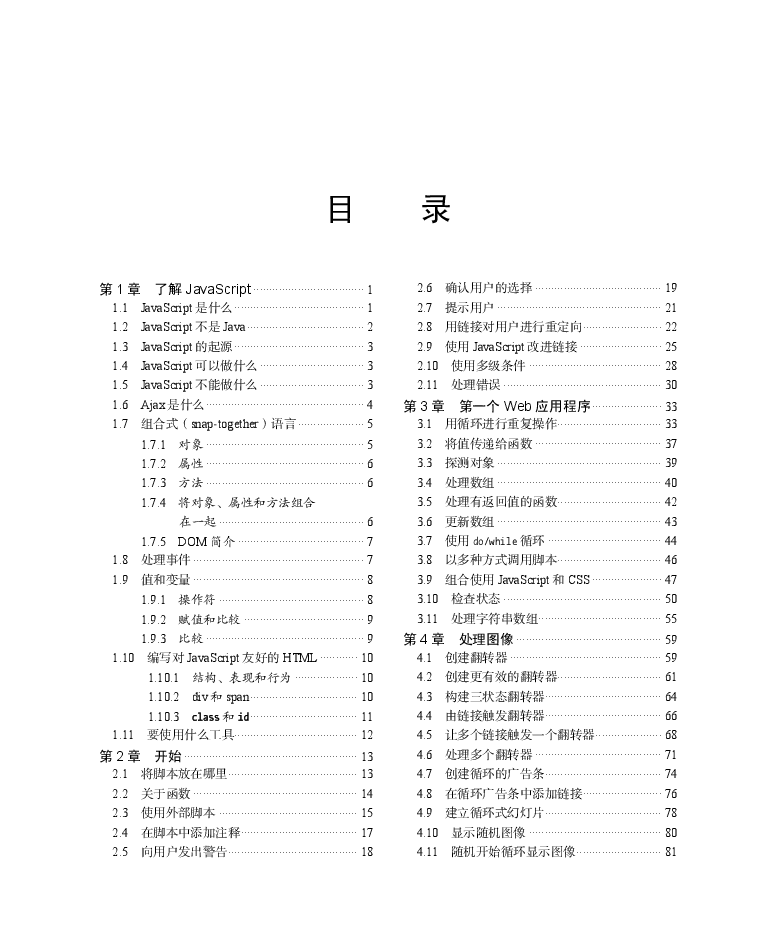 目 录
第 1 章 了解 JavaScript 1
1.1 JavaScript 是什么 1
1.2 JavaScript 不是 Java 2
1.3 JavaScript 的起源 3
1.4 JavaScript 可以做什么 3
1.5 JavaScript 不能做什么 3
1.6 Ajax 是什么 4
1.7 组合式（snap-together）语言 5
1.7.1 对象 5
1.7.2 属性 6
1.7.3 方法 6
1.7.4 将对象、属性和方法组合
在一起 6
1.7.5 DOM 简介 7
1.8 处理事件 7
1.9 值和变量 8
1.9.1 操作符 8
1.9.2 赋值和比较 9
1.9.3 比较 9
1.10 编写对 JavaScript 友好的 HTML 10
1.10.1 结构、表现和行为 10
1.10.2 div 和 span 10
1.10.3 class 和 id 11
1.11 要使用什么工具 12
第 2 章 开始 13
2.1 将脚本放在哪里 13
2.2 关于函数 14
2.3 使用外部脚本 15
2.4 在脚本中添加注释 17
2.5 向用户发出警告 18
2.6 确认用户的选择 19
2.7 提示用户 21
2.8 用链接对用户进行重定向 22
2.9 使用 JavaScript 改进链接 25
2.10 使用多级条件 28
2.11 处理错误 30
第 3 章 第一个 Web 应用程序 33
3.1 用循环进行重复操作 33
3.2 将值传递给函数 37
3.3 探测对象 39
3.4 处理数组 40
3.5 处理有返回值的函数 42
3.6 更新数组 43
3.7 使用 do/while 循环 44
3.8 以多种方式调用脚本 46
3.9 组合使用 JavaScript 和 CSS 47
3.10 检查状态 50
3.11 处理字符串数组 55
第 4 章 处理图像 59
4.1 创建翻转器 59
4.2 创建更有效的翻转器 61
4.3 构建三状态翻转器 64
4.4 由链接触发翻转器 66
4.5 让多个链接触发一个翻转器 68
4.6 处理多个翻转器 71
4.7 创建循环的广告条 74
4.8 在循环广告条中添加链接 76
4.9 建立循环式幻灯片 78
4.10 显示随机图像 80
4.11 随机开始循环显示图像 81